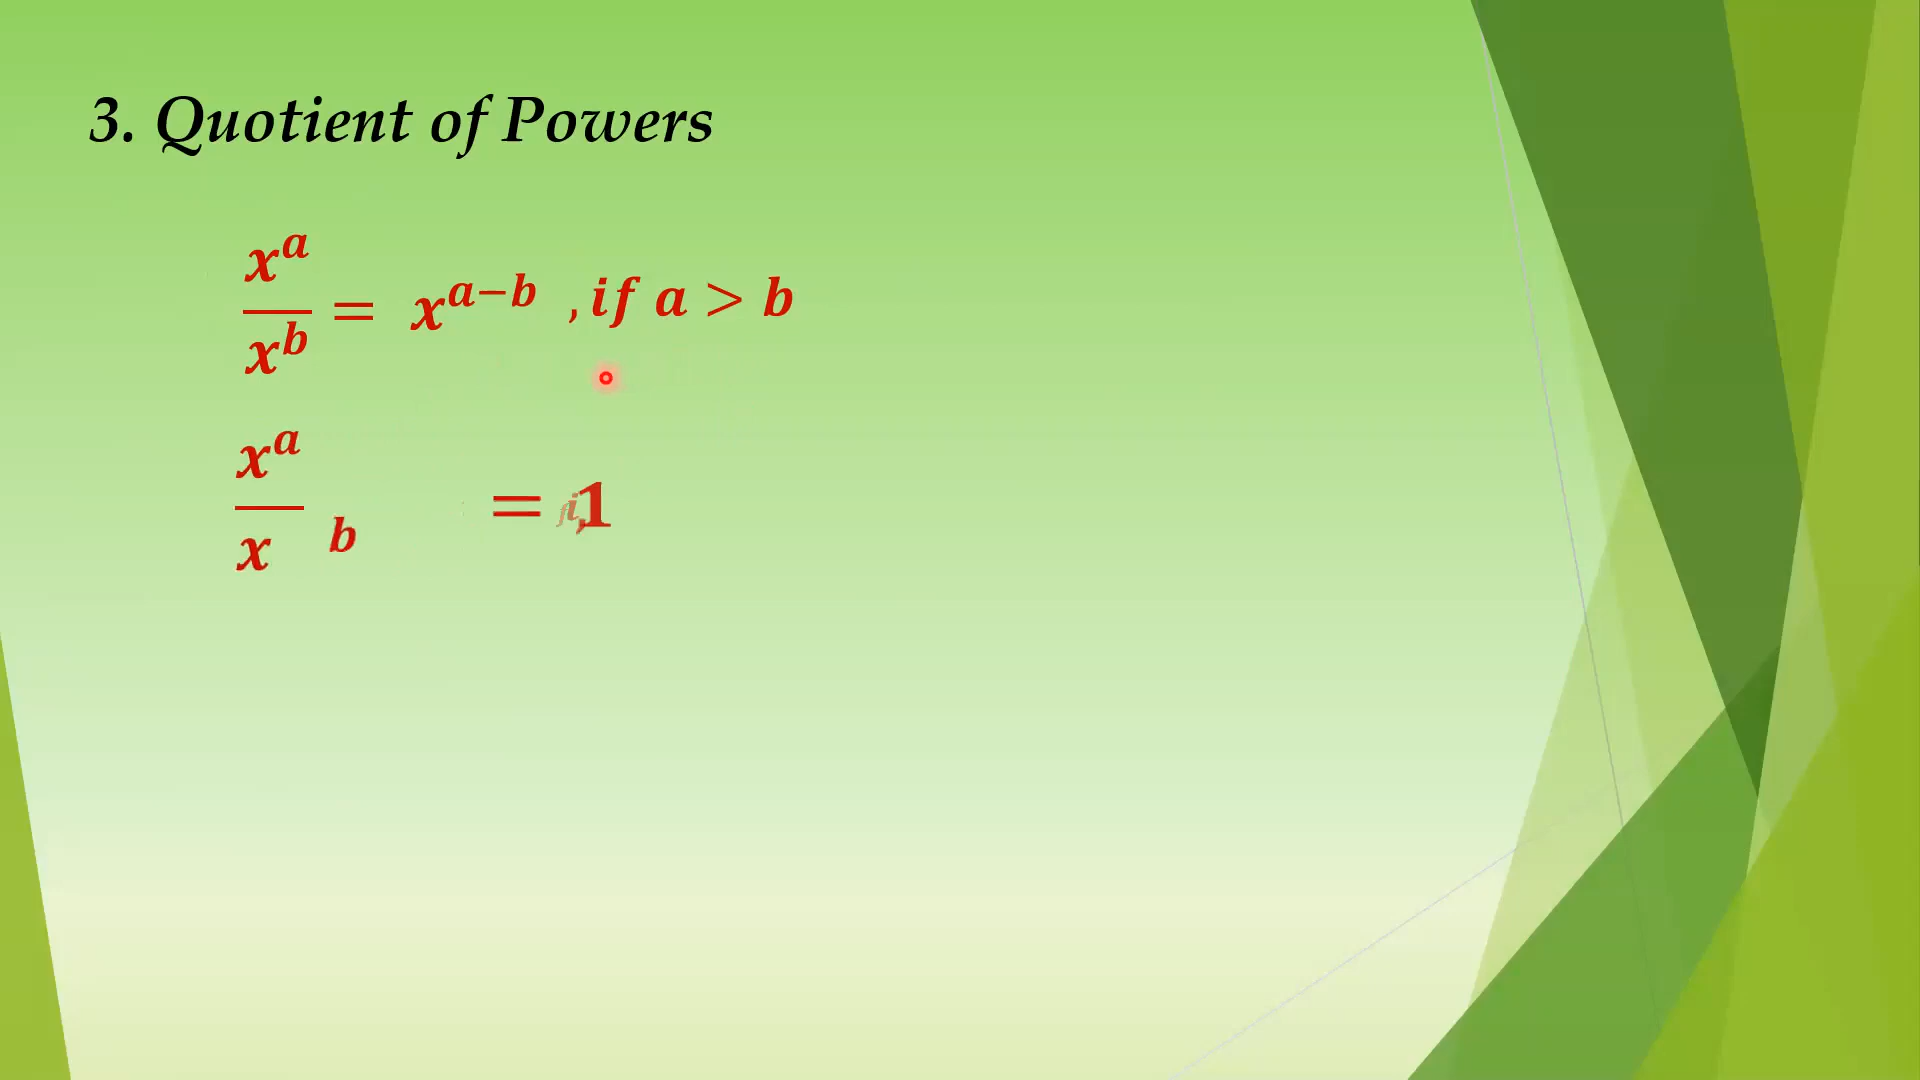 3. Quotient of Powers
x^a / x^b = x^(a−b) , if a > b
x^a / x^b = 1